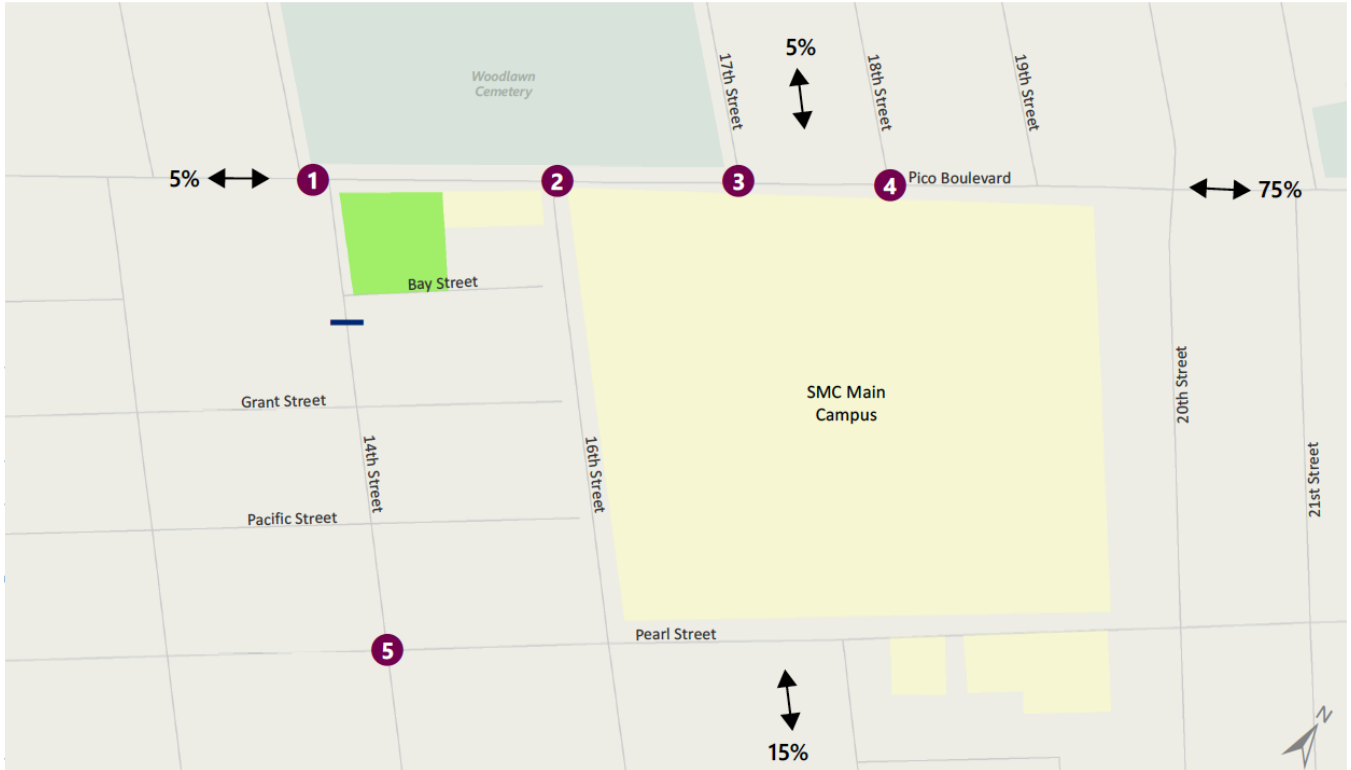 Woodlawn
Cemetery
5%
17th Street
18th Street
19th Street
5%
1
2
3
4
Pico Boulevard
75%
Bay Street
SMC Main
Campus
Grant Street
20th Street
14th Street
16th Street
21st Street
Pacific Street
Pearl Street
5
15%
N